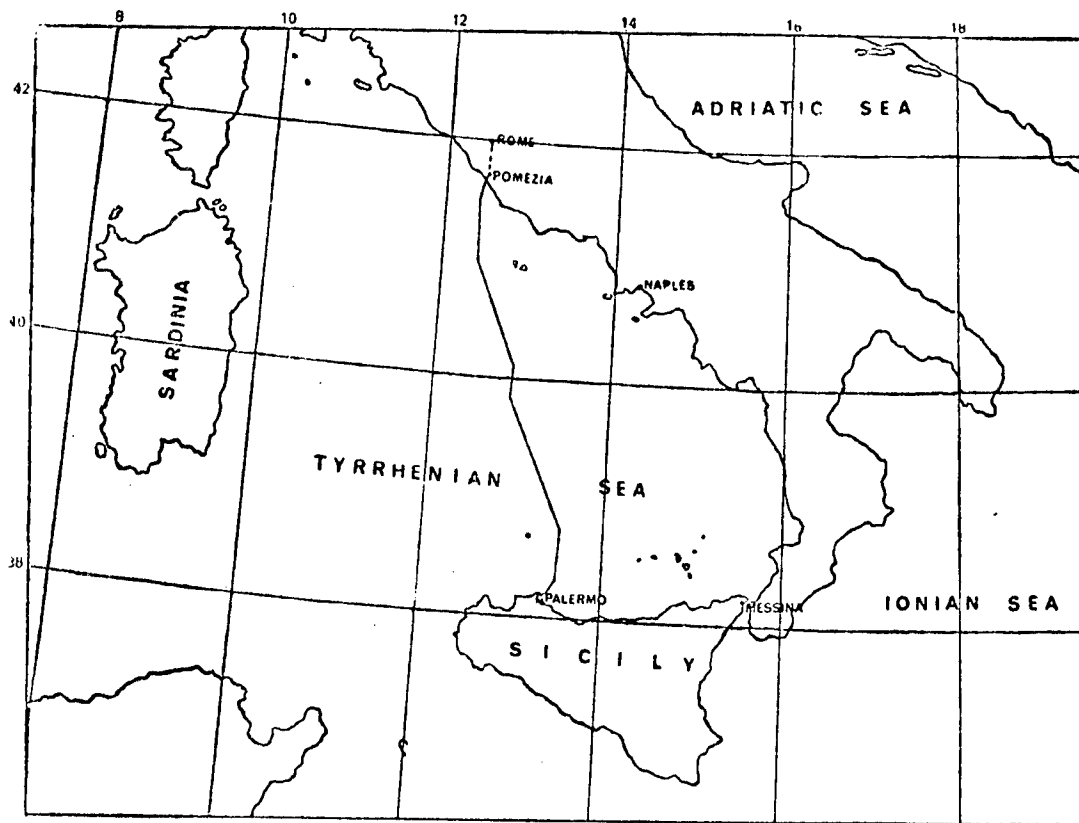 8 10 12 14 16 18
42
ADRIATIC SEA
ROME
POMEZIA
NAPLES
40
SARDINIA
TYRRHENIAN SEA
38
PALERMO
MESSINA
IONIAN SEA
SICILY